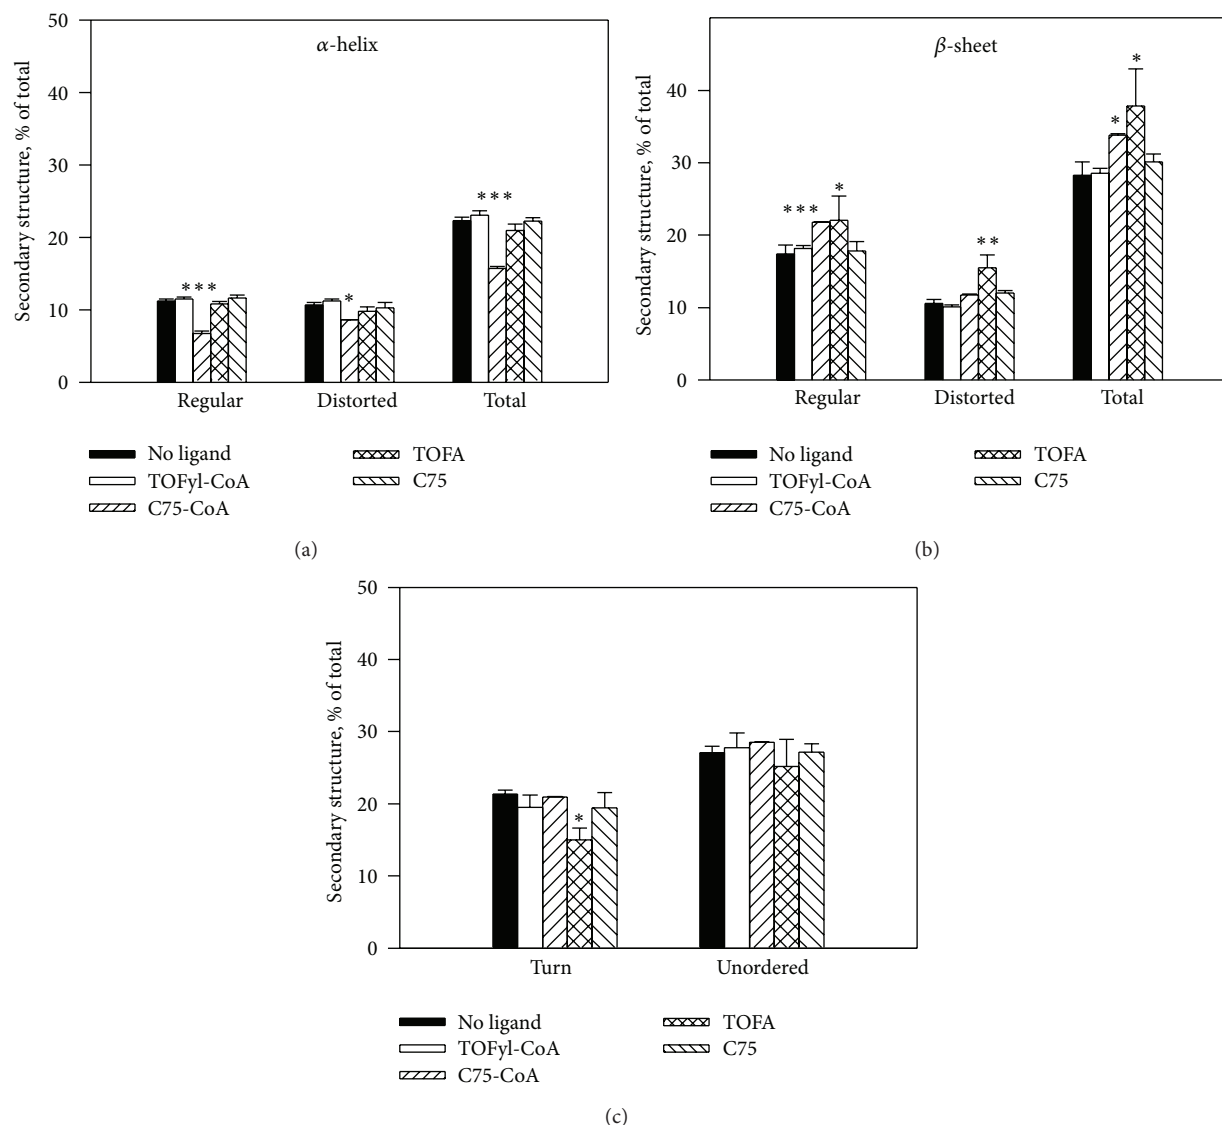 α-helix
Secondary structure, % of total
50
40
30
20
10
0
***
*
***
Regular Distorted Total
No ligand
TOFyl-CoA
C75-CoA
TOFA
C75
(a)
β-sheet
Secondary structure, % of total
40
30
20
10
0
***
*
**
*
*
Regular Distorted Total
No ligand
TOFyl-CoA
C75-CoA
TOFA
C75
(b)
Secondary structure, % of total
50
40
30
20
10
0
*
Turn Unordered
No ligand
TOFyl-CoA
C75-CoA
TOFA
C75
(c)